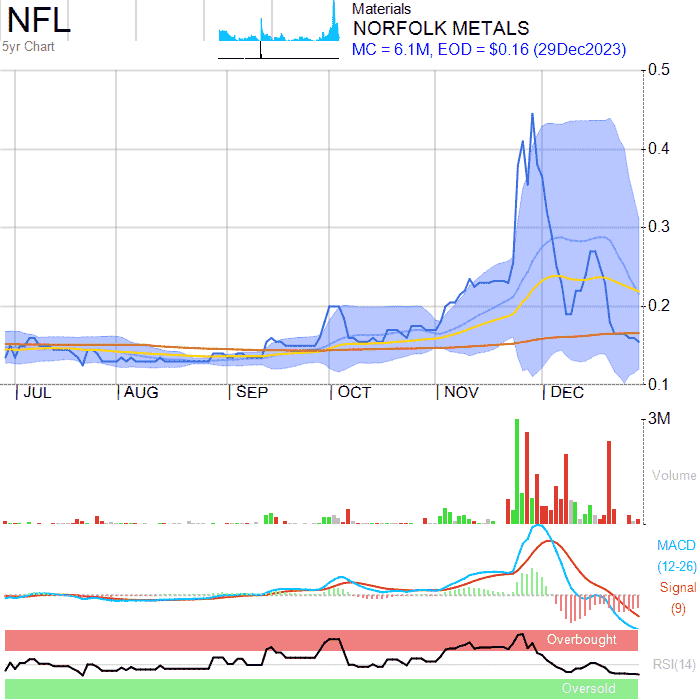 NFL
5yr Chart
Materials
NORFOLK METALS
MC = 6.1M, EOD = $0.16 (29Dec2023)
0.5
0.4
0.3
0.2
0.1
JUL AUG SEP OCT NOV DEC
3M
Volume
MACD
(12-26)
Signal
(9)
Overbought
RSI(14)
Oversold